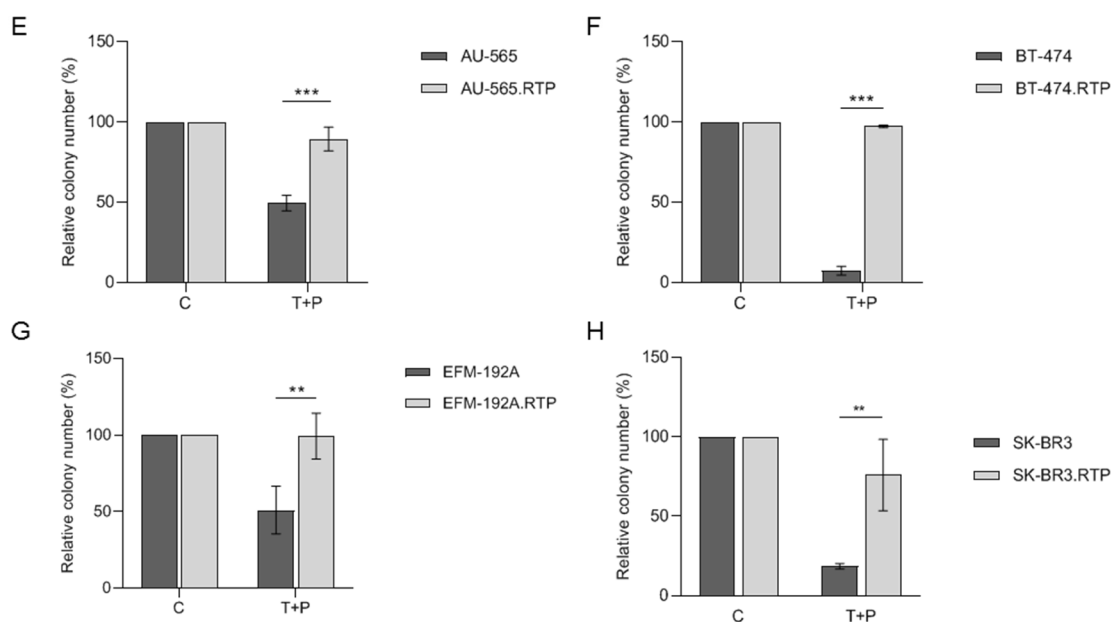 E
Relative colony number (%)
150
100
50
0
***
C
T+P
AU-565
AU-565.RTP
F
Relative colony number (%)
150
100
50
0
***
C
T+P
BT-474
BT-474.RTP
G
Relative colony number (%)
150
100
50
0
**
C
T+P
EFM-192A
EFM-192A.RTP
H
Relative colony number (%)
150
100
50
0
**
C
T+P
SK-BR3
SK-BR3.RTP